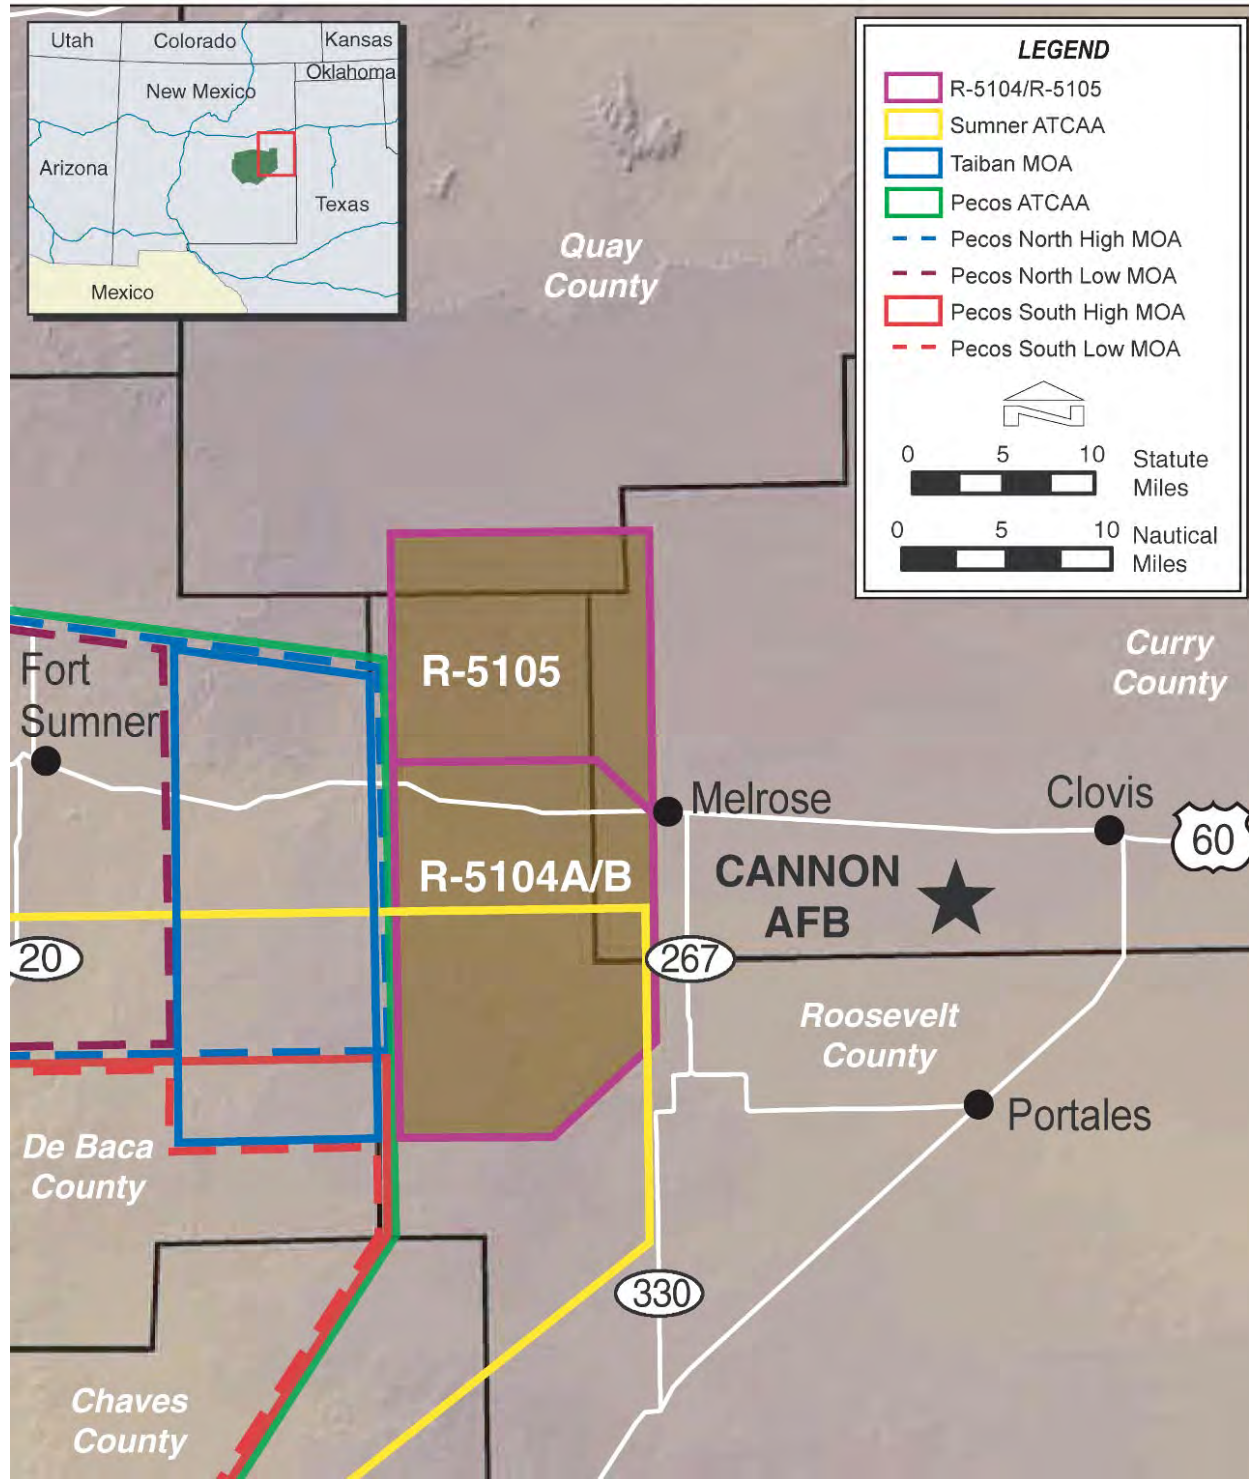 Utah
Colorado
Kansas
Oklahoma
New Mexico
Arizona
Texas
Mexico
LEGEND
R-5104/R-5105
Sumner ATCAA
Taiban MOA
Pecos ATCAA
Pecos North High MOA
Pecos North Low MOA
Pecos South High MOA
Pecos South Low MOA
N
0 5 10
Statute
Miles
0 5 10
Nautical
Miles
Quay
County
Curry
County
Fort
Sumner
R-5105
Melrose
Clovis
60
R-5104A/B
CANNON
AFB
20
267
Roosevelt
County
Portales
De Baca
County
330
Chaves
County